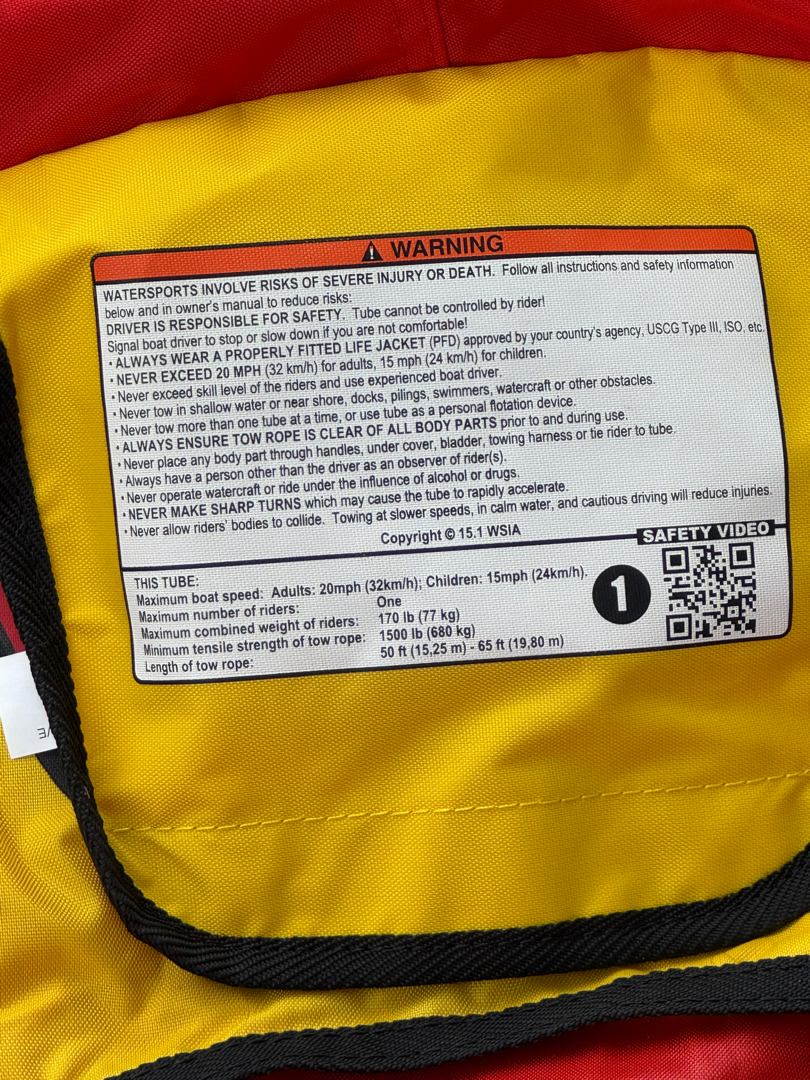 WARNING
WATERSPORTS INVOLVE RISKS OF SEVERE INJURY OR DEATH. Follow all instructions and safety information
below and in owner's manual to reduce risks:
DRIVER IS RESPONSIBLE FOR SAFETY. Tube cannot be controlled by rider!
Signal boat driver to stop or slow down if you are not comfortable!
• ALWAYS WEAR A PROPERLY FITTED LIFE JACKET (PFD) approved by your country's agency, USCG Type III, ISO, etc.
• NEVER EXCEED 20 MPH (32 km/h) for adults, 15 mph (24 km/h) for children.
• Never exceed skill level of the riders and use experienced boat driver.
• Never tow in shallow water or near shore, docks, pilings, swimmers, watercraft or other obstacles.
• Never tow more than one tube at a time, or use tube as a personal flotation device.
• ALWAYS ENSURE TOW ROPE IS CLEAR OF ALL BODY PARTS prior to and during use.
• Never place any body part through handles, under cover, bladder, towing harness or tie rider to tube.
• Always have a person other than the driver as an observer of rider(s).
• Never operate watercraft or ride under the influence of alcohol or drugs.
• NEVER MAKE SHARP TURNS which may cause the tube to rapidly accelerate.
• Never allow riders' bodies to collide. Towing at slower speeds, in calm water, and cautious driving will reduce injuries.
Copyright © 15.1 WSIA
SAFETY VIDEO
THIS TUBE:
Maximum boat speed: Adults: 20mph (32km/h); Children: 15mph (24km/h).
Maximum number of riders: One
Maximum combined weight of riders: 170 lb (77 kg)
Minimum tensile strength of tow rope: 1500 lb (680 kg)
Length of tow rope: 50 ft (15,25 m) - 65 ft (19,80 m)
1